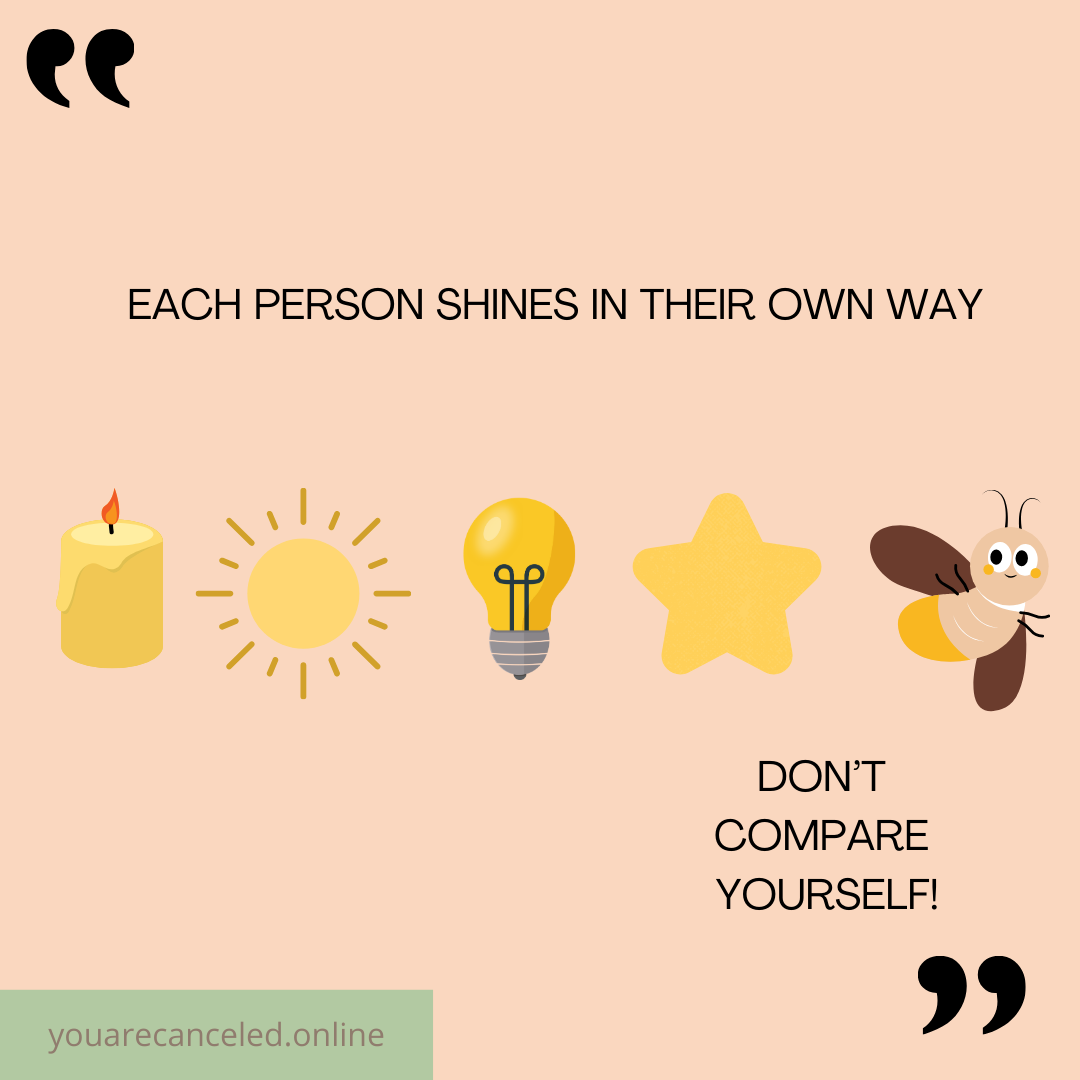 EACH PERSON SHINES IN THEIR OWN WAY
DON’T
COMPARE
YOURSELF!
youarecanceled.online